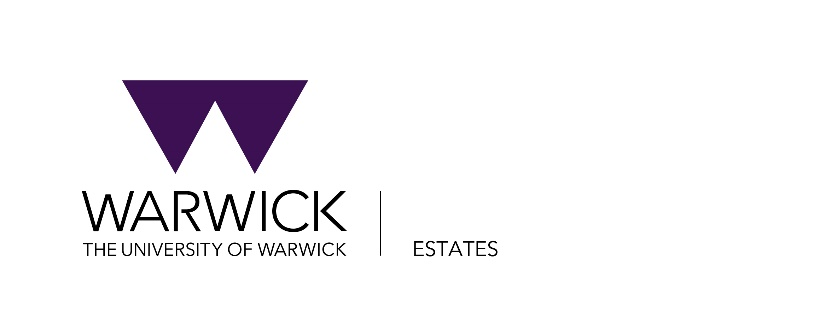 WARWICK
THE UNIVERSITY OF WARWICK
ESTATES